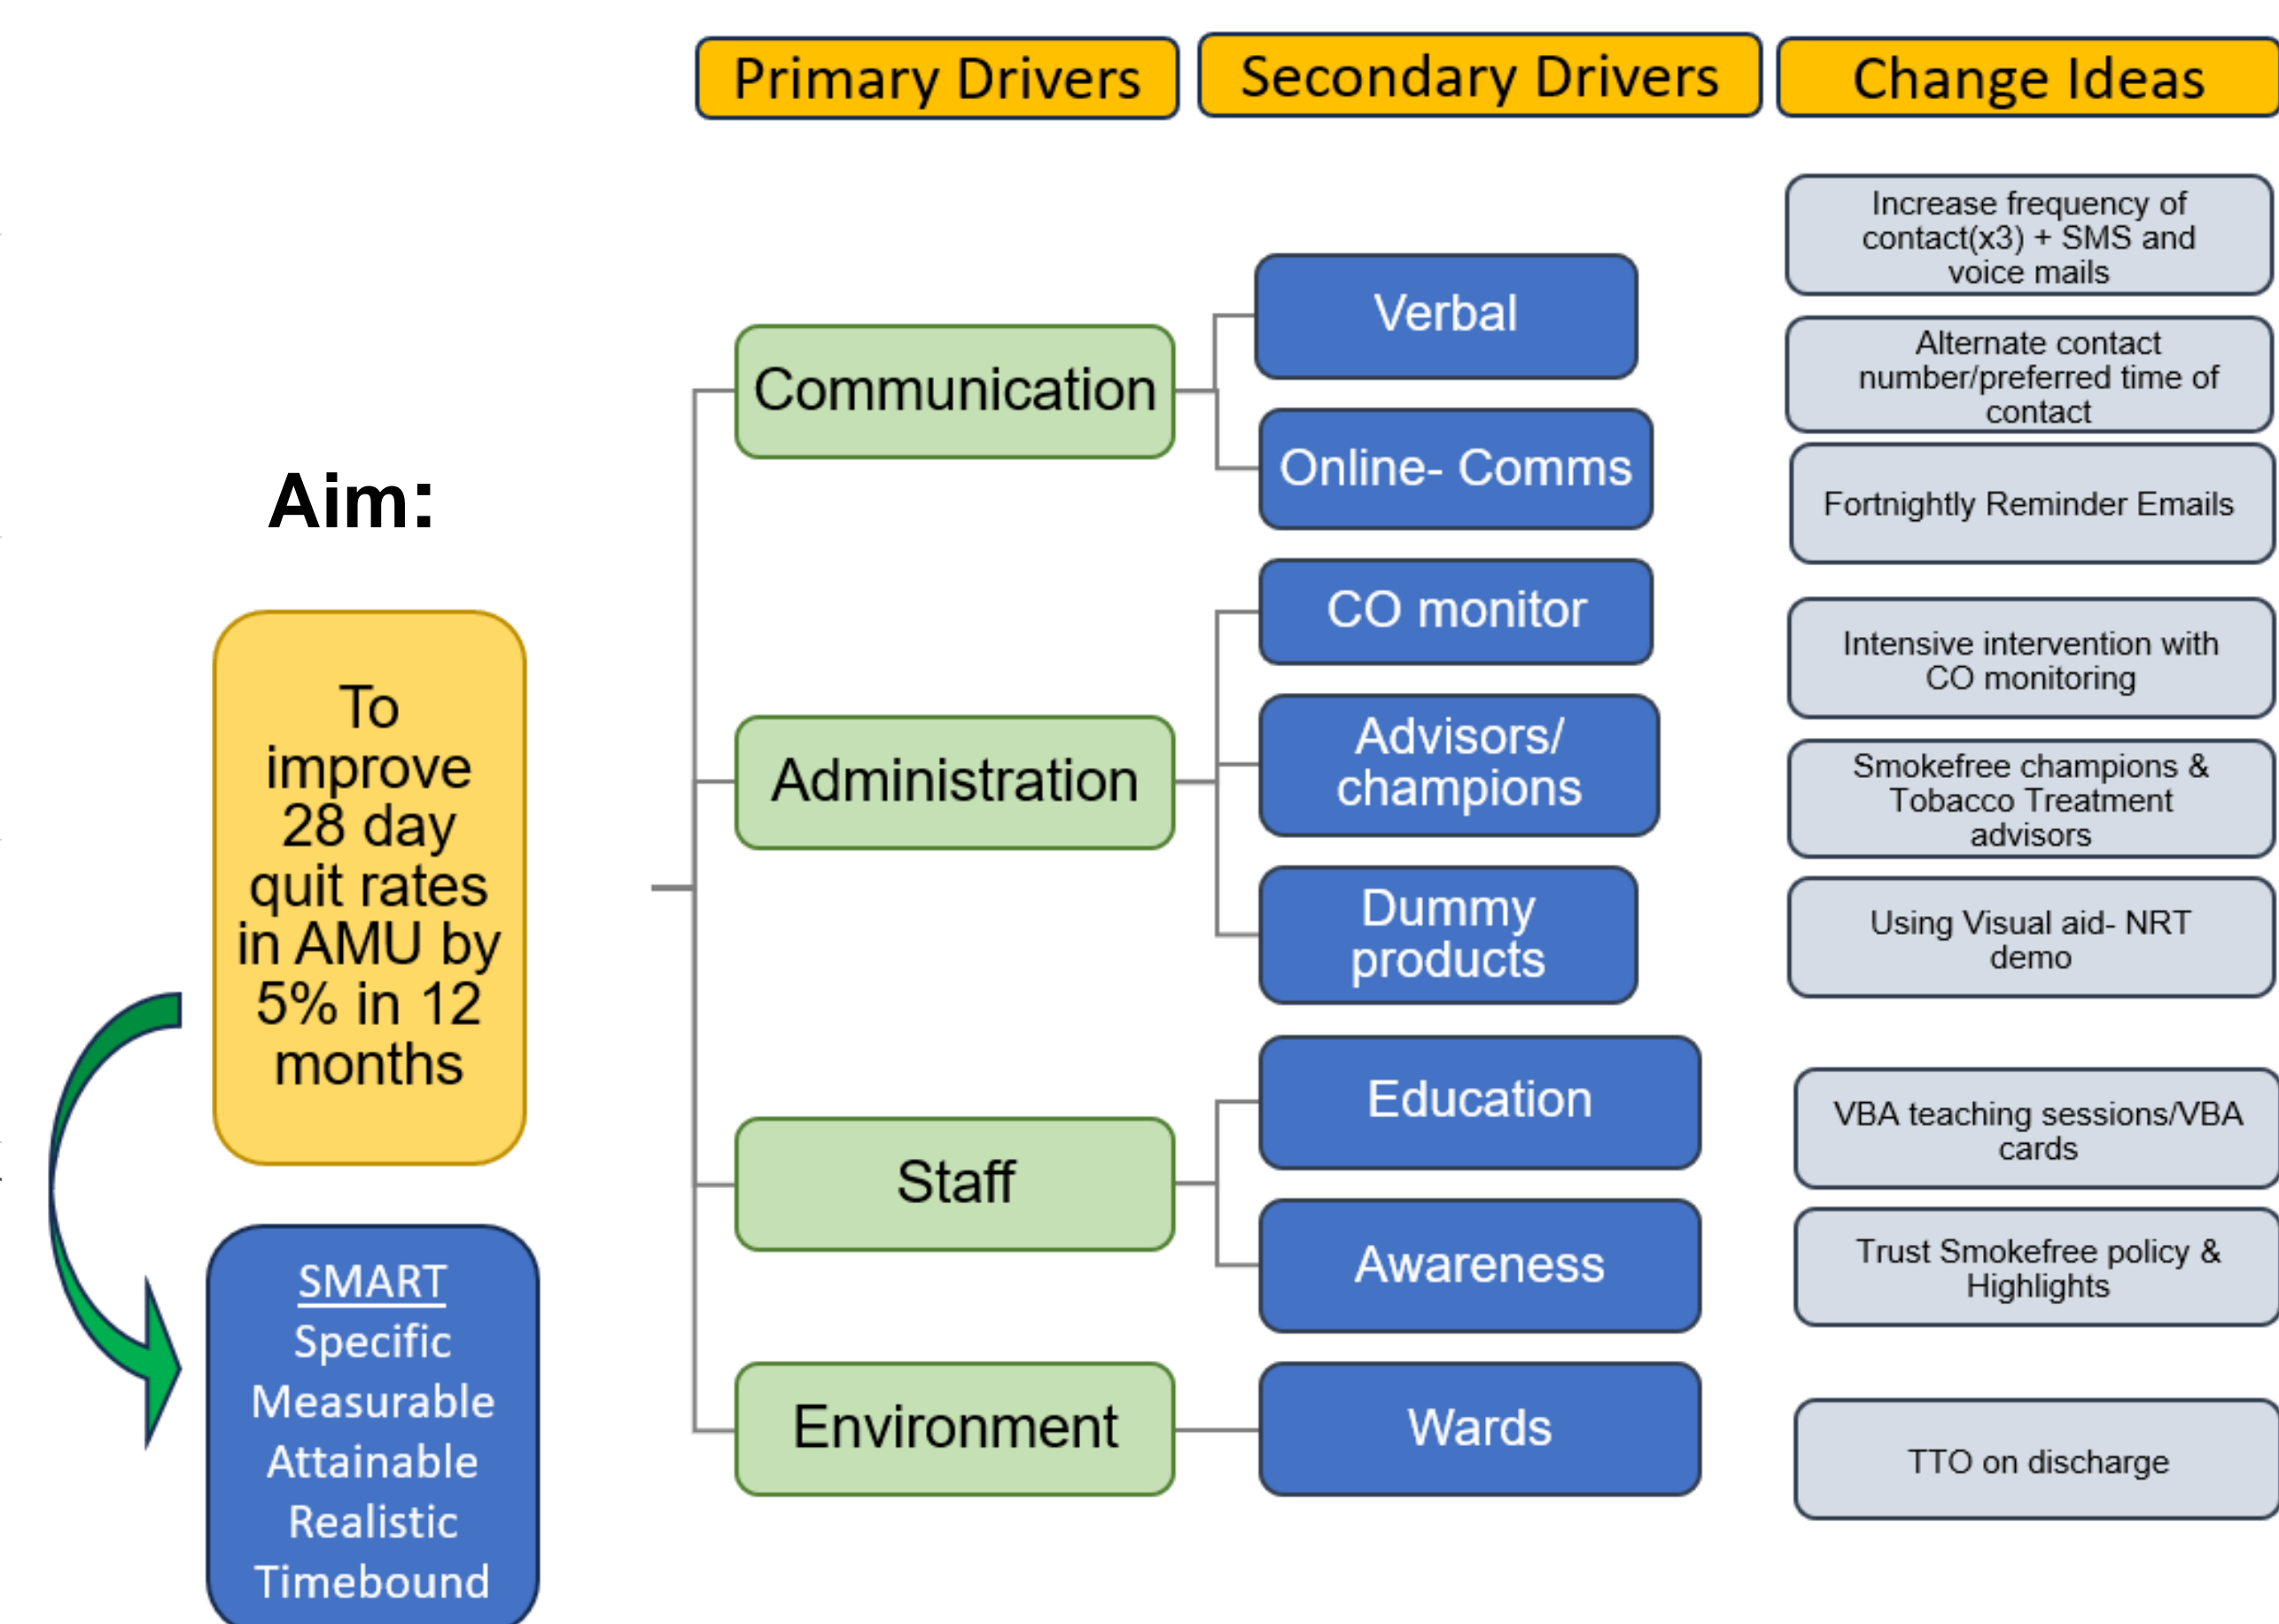 Primary Drivers
Secondary Drivers
Change Ideas
Aim:
To
improve
28 day
quit rates
in AMU by
5% in 12
months
SMART
Specific
Measurable
Attainable
Realistic
Timebound
Communication
Administration
Staff
Environment
Verbal
Online- Comms
CO monitor
Advisors/
champions
Dummy
products
Education
Awareness
Wards
Increase frequency of
contact(x3) + SMS and
voice mails
Alternate contact
number/preferred time of
contact
Fortnightly Reminder Emails
Intensive intervention with
CO monitoring
Smokefree champions &
Tobacco Treatment
advisors
Using Visual aid- NRT
demo
VBA teaching sessions/VBA
cards
Trust Smokefree policy &
Highlights
TTO on discharge